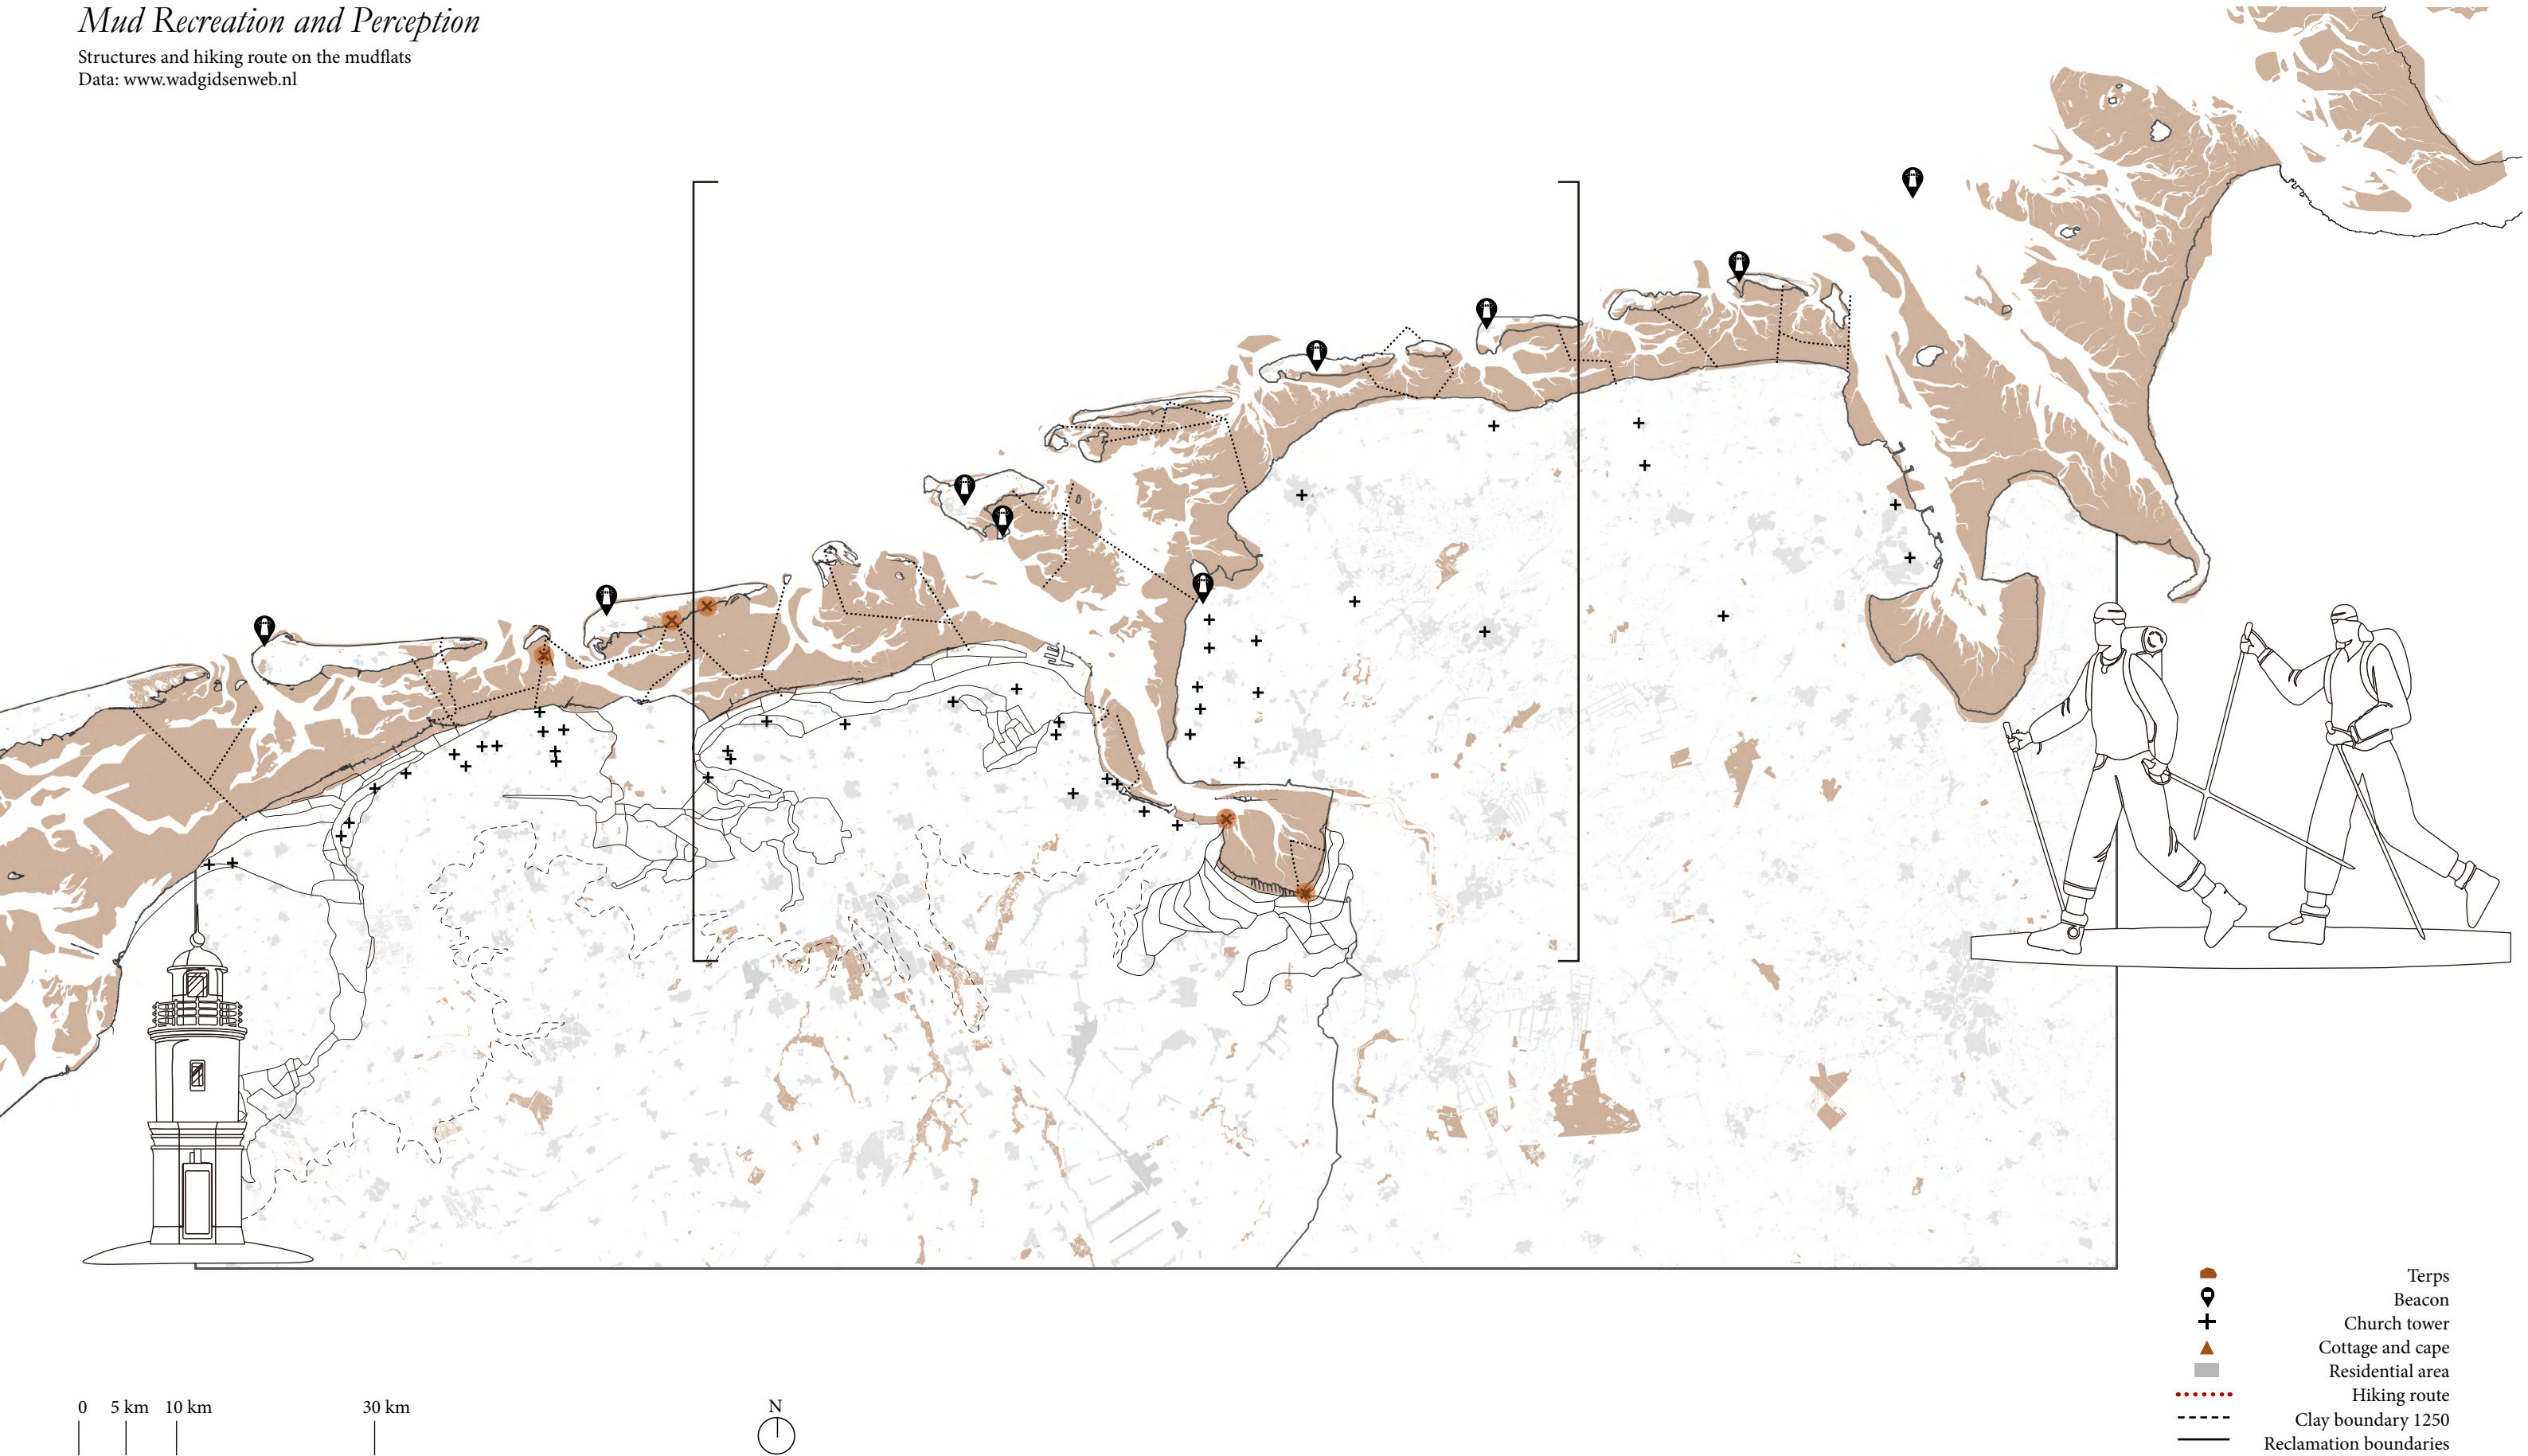 Mud Recreation and Perception
Structures and hiking route on the mudflats
Data: www.wadgidsenweb.nl
Terps
Beacon
Church tower
Cottage and cape
Residential area
Hiking route
Clay boundary 1250
Reclamation boundaries
0 5 km 10 km 30 km
N